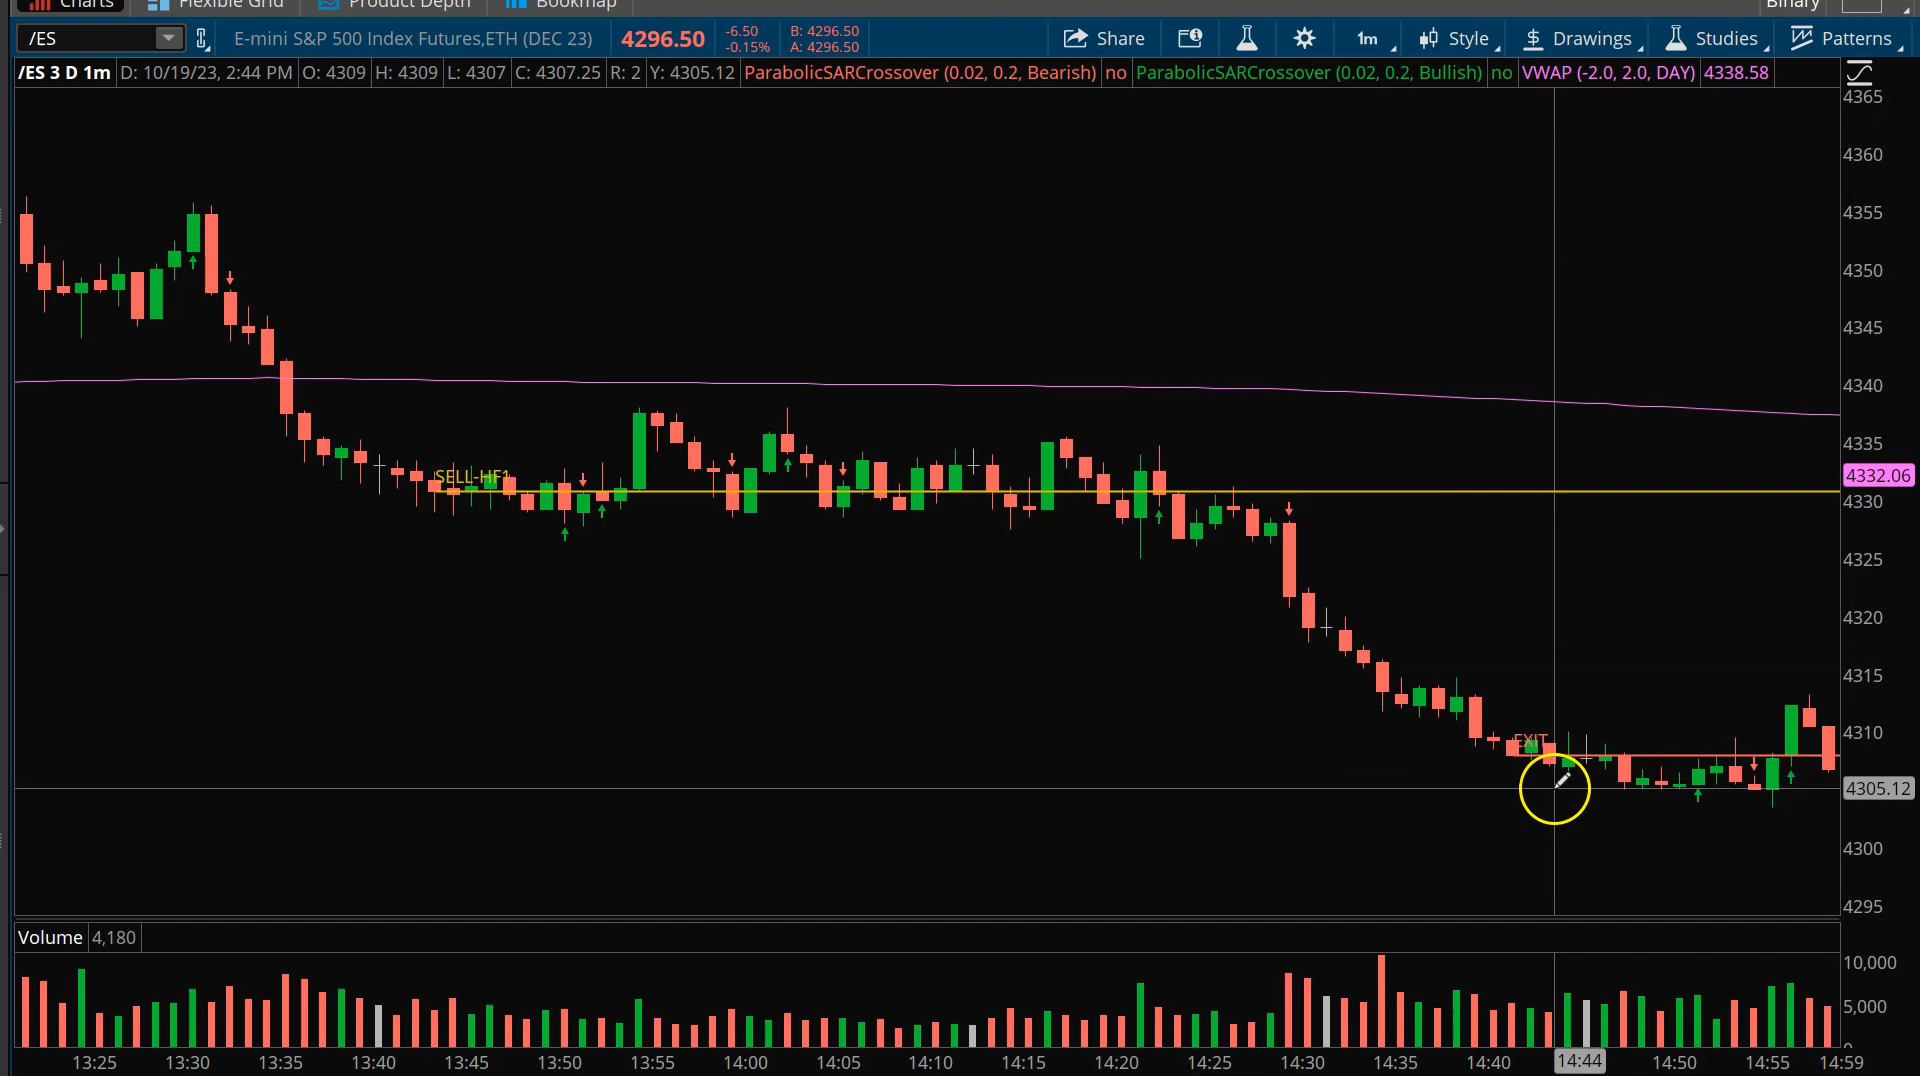 Charts Flexible Grid Product Depth Bookmap Binary
/ES E-mini S&P 500 Index Futures,ETH (DEC 23) 4296.50 -6.50 B: 4296.50 Share 1m Style Drawings Studies Patterns
-0.15% A: 4296.50
/ES 3 D 1m D: 10/19/23, 2:44 PM O: 4309 H: 4309 L: 4307 C: 4307.25 R: 2 Y: 4305.12 ParabolicSARCrossover (0.02, 0.2, Bearish) no ParabolicSARCrossover (0.02, 0.2, Bullish) no VWAP (-2.0, 2.0, DAY) 4338.58
4365
4360
4355
4350
4345
4340
4335
SELL-HF1 4332.06
4330
4325
4320
4315
4310
EXIT
4305.12
4300
4295
Volume 4,180
10,000
5,000
0
13:25 13:30 13:35 13:40 13:45 13:50 13:55 14:00 14:05 14:10 14:15 14:20 14:25 14:30 14:35 14:40 14:44 14:50 14:55 14:59